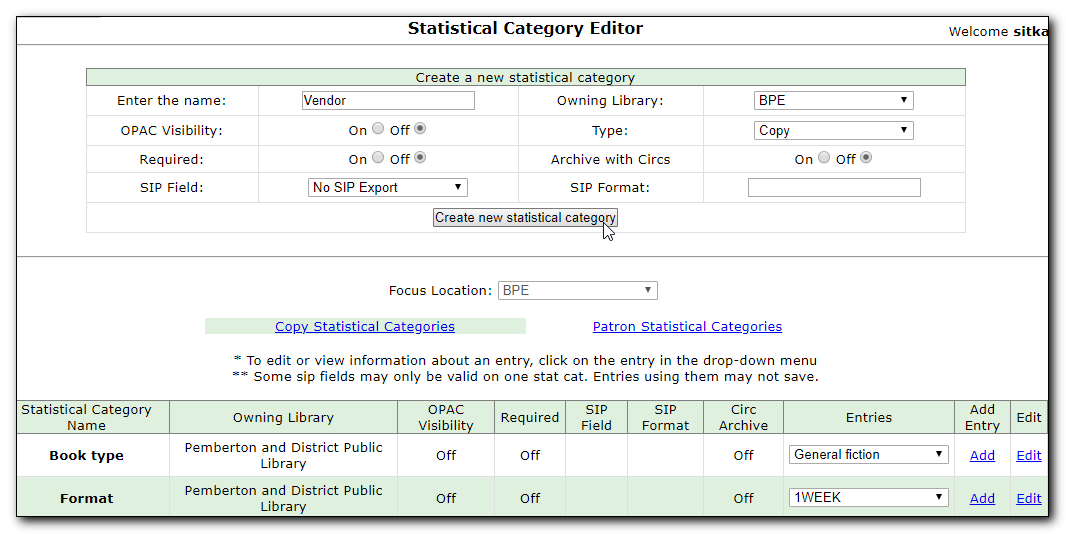 Statistical Category Editor
Welcome sitka
Create a new statistical category
Enter the name: Vendor Owning Library: BPE
OPAC Visibility: On Off Type: Copy
Required: On Off Archive with Circs On Off
SIP Field: No SIP Export SIP Format:
Create new statistical category
Focus Location: BPE
Copy Statistical Categories Patron Statistical Categories
* To edit or view information about an entry, click on the entry in the drop-down menu
** Some sip fields may only be valid on one stat cat. Entries using them may not save.
Statistical Category Name Owning Library OPAC Visibility Required SIP Field SIP Format Circ Archive Entries Add Entry Edit
Book type Pemberton and District Public Library Off Off Off General fiction Add Edit
Format Pemberton and District Public Library Off Off Off 1WEEK Add Edit